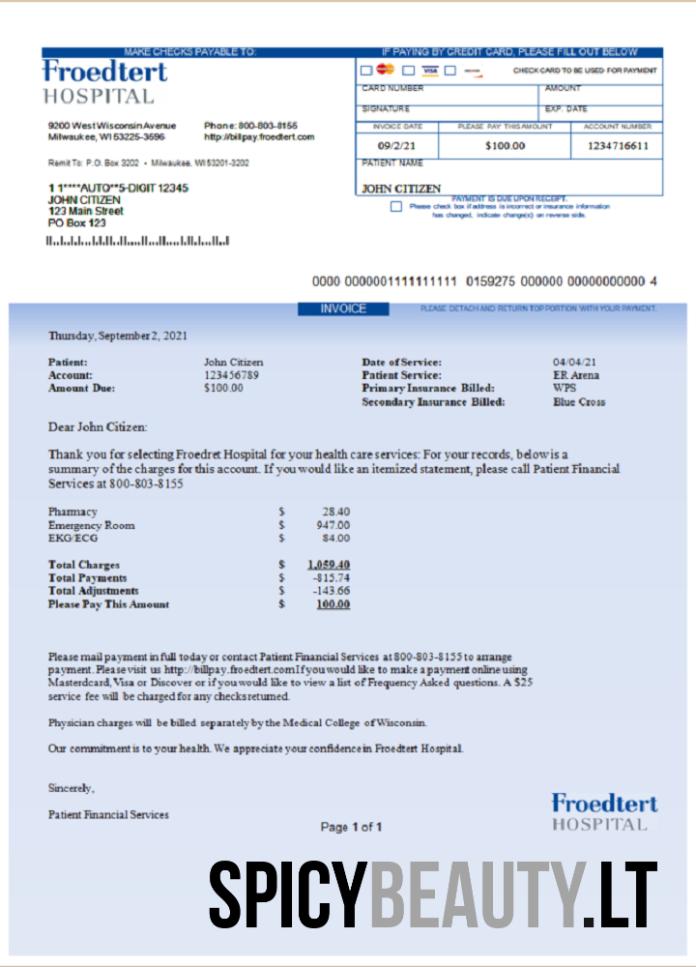 MAKE CHECKS PAYABLE TO:
IF PAYING BY CREDIT CARD, PLEASE FILL OUT BELOW
Froedtert
HOSPITAL
VISA
CHECK CARD TO BE USED FOR PAYMENT
CARD NUMBER
AMOUNT
SIGNATURE
EXP. DATE
9200 West Wisconsin Avenue
Milwaukee, WI 53225-3596
Phone: 800-803-8155
http://billpay.froedtert.com
INVOICE DATE
PLEASE PAY THIS AMOUNT
ACCOUNT NUMBER
09/2/21
$100.00
1234716611
Remit To: P.O. Box 3202 • Milwaukee, WI 53201-3202
PATIENT NAME
JOHN CITIZEN
1 1****AUTO**5-DIGIT 12345
JOHN CITIZEN
123 Main Street
PO Box 123
PAYMENT IS DUE UPON RECEIPT.
Please check box if address is incorrect or insurance information
has changed, indicate change(s) on reverse side.
0000 0000001111111111 0159275 000000 00000000000 4
INVOICE
PLEASE DETACH AND RETURN TOP PORTION WITH YOUR PAYMENT.
Thursday, September 2, 2021
Patient: John Citizen
Account: 123456789
Amount Due: $100.00
Date of Service: 04/04/21
Patient Service: ER Arena
Primary Insurance Billed: WPS
Secondary Insurance Billed: Blue Cross
Dear John Citizen:
Thank you for selecting Froedret Hospital for your health care services: For your records, below is a
summary of the charges for this account. If you would like an itemized statement, please call Patient Financial
Services at 800-803-8155
Pharmacy $ 28.40
Emergency Room $ 947.00
EKG/ECG $ 84.00
Total Charges $ 1,059.40
Total Payments $ -815.74
Total Adjustments $ -143.66
Please Pay This Amount $ 100.00
Please mail payment in full today or contact Patient Financial Services at 800-803-8155 to arrange
payment. Please visit us http://billpay.froedtert.com If you would like to make a payment online using
Masterdcard, Visa or Discover or if you would like to view a list of Frequency Asked questions. A $25
service fee will be charged for any checks returned.
Physician charges will be billed separately by the Medical College of Wisconsin.
Our commitment is to your health. We appreciate your confidence in Froedtert Hospital.
Sincerely,
Patient Financial Services
Page 1 of 1
Froedtert
HOSPITAL
SPICYBEAUTY.LT